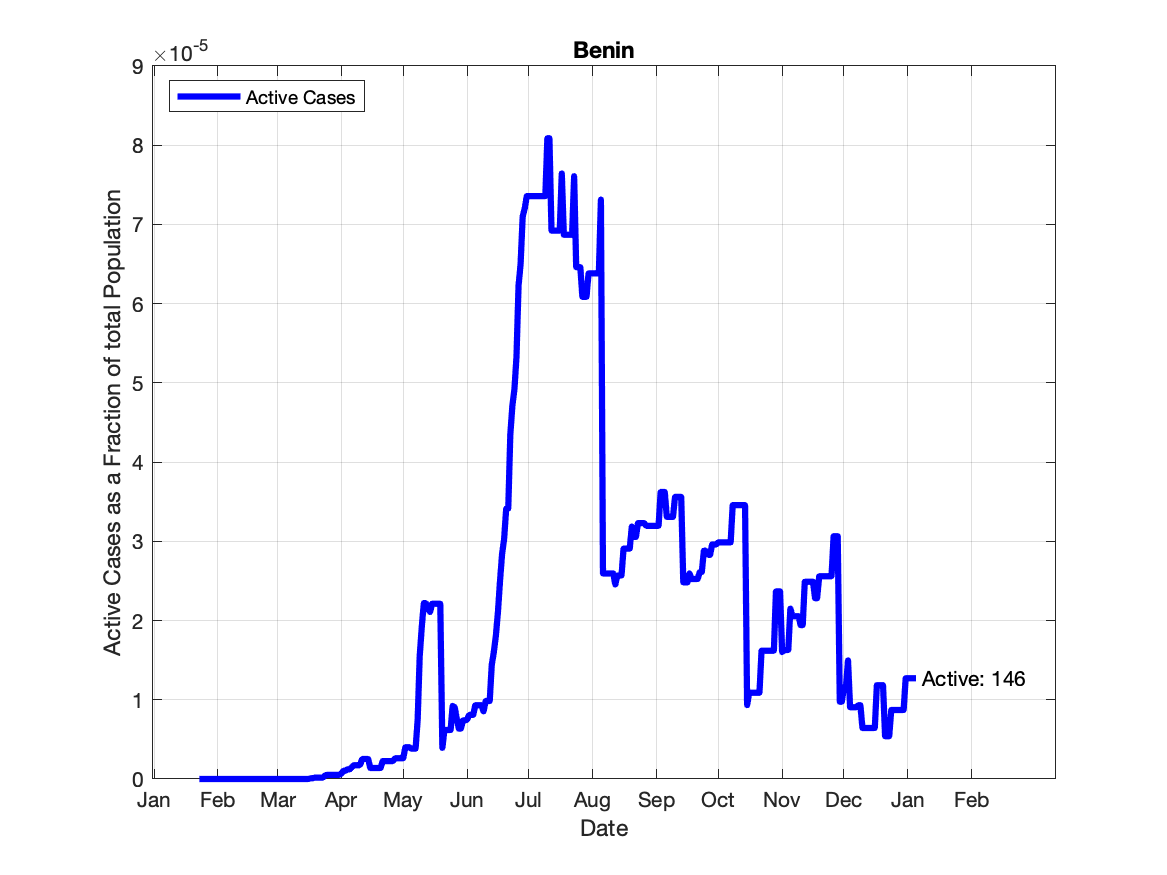 Benin
×10-5
Active Cases
Active Cases as a Fraction of total Population
9
8
7
6
5
4
3
2
1
0
Active: 146
Jan Feb Mar Apr May Jun Jul Aug Sep Oct Nov Dec Jan Feb
Date